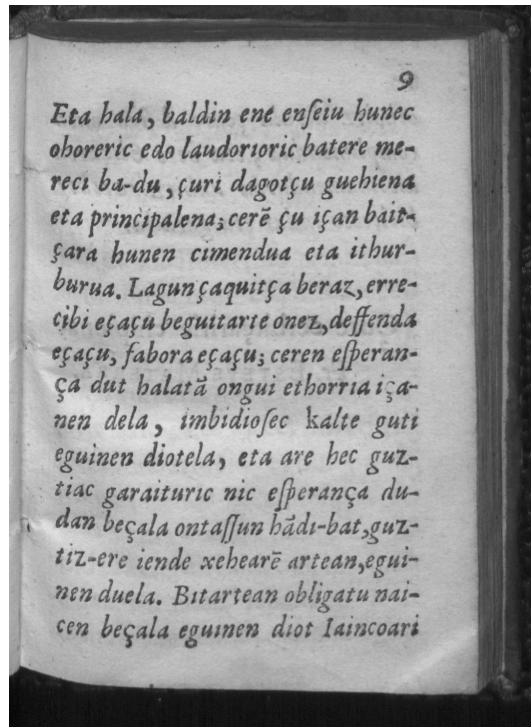 9
Eta hala, baldin ene enſeiu hunec
ohoreric edo laudorioric batere me-
reci ba-du, çuri dagotçu guehiena
eta principalena; cerē çu içan bait-
çara hunen cimendua eta ithur-
burua. Lagun çaquitça beraz, erre-
cibi eçaçu beguitarte onez, deffenda
eçaçu, fabora eçaçu; ceren eſperan-
ça dut halatā ongui ethorria iça-
nen dela, imbidioſec kalte guti
eguinen diotela, eta are hec guz-
tiac garaituric nic eſperança du-
dan beçala ontaſſun hādi-bat, guz-
tiz-ere iende xehearē artean, egui-
nen duela. Bitartean obligatu nai-
cen beçala eguinen diot Iaincoari